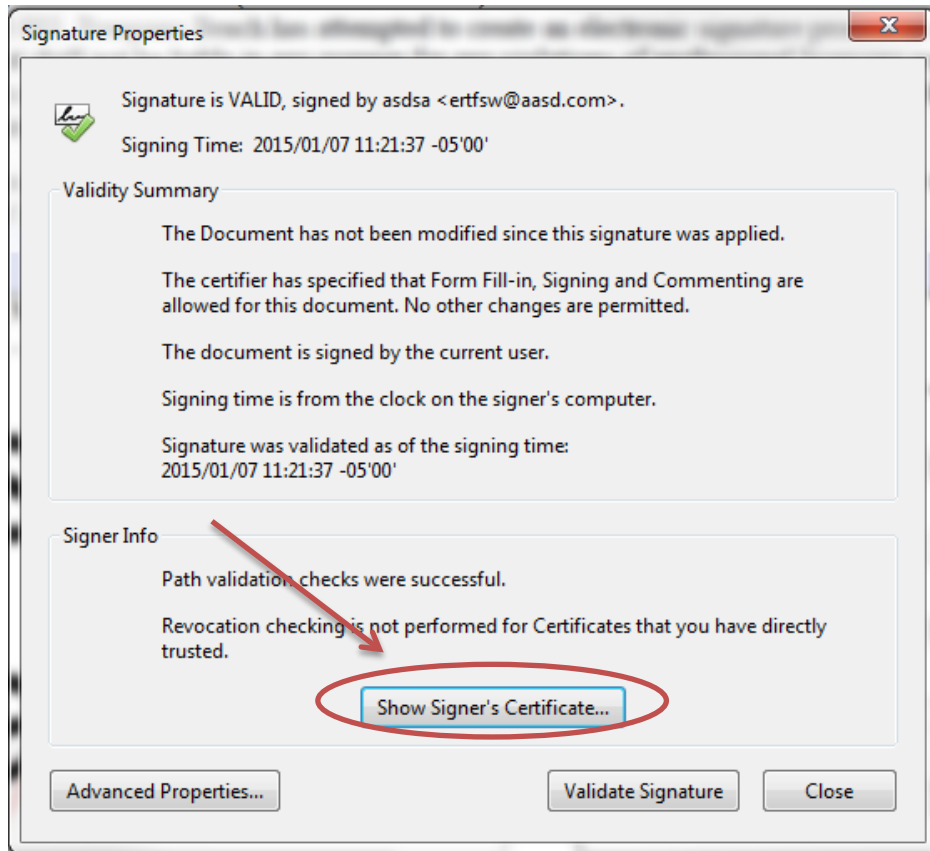 Signature Properties
Signature is VALID, signed by asdsa <ertfsw@aasd.com>.
Signing Time: 2015/01/07 11:21:37 -05'00'
Validity Summary
The Document has not been modified since this signature was applied.
The certifier has specified that Form Fill-in, Signing and Commenting are
allowed for this document. No other changes are permitted.
The document is signed by the current user.
Signing time is from the clock on the signer's computer.
Signature was validated as of the signing time:
2015/01/07 11:21:37 -05'00'
Signer Info
Path validation checks were successful.
Revocation checking is not performed for Certificates that you have directly
trusted.
Show Signer's Certificate...
Advanced Properties...
Validate Signature
Close